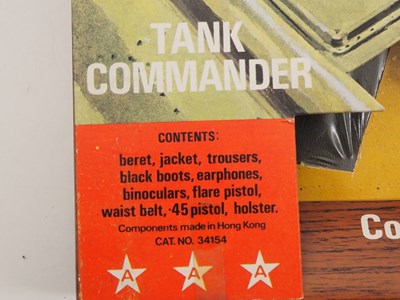 TANK
COMMANDER
CONTENTS:
beret, jacket, trousers,
black boots, earphones,
binoculars, flare pistol,
waist belt, ·45 pistol, holster.
Components made in Hong Kong
CAT. NO. 34154
A A A
Co